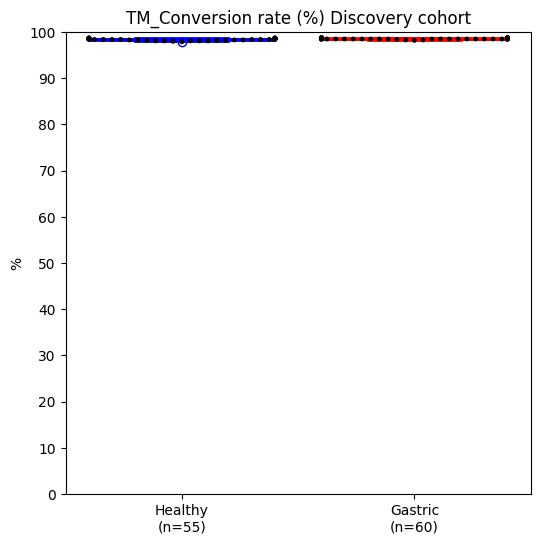 TM_Conversion rate (%) Discovery cohort
100
90
80
70
60
50
40
30
20
10
0
%
Healthy
(n=55)
Gastric
(n=60)